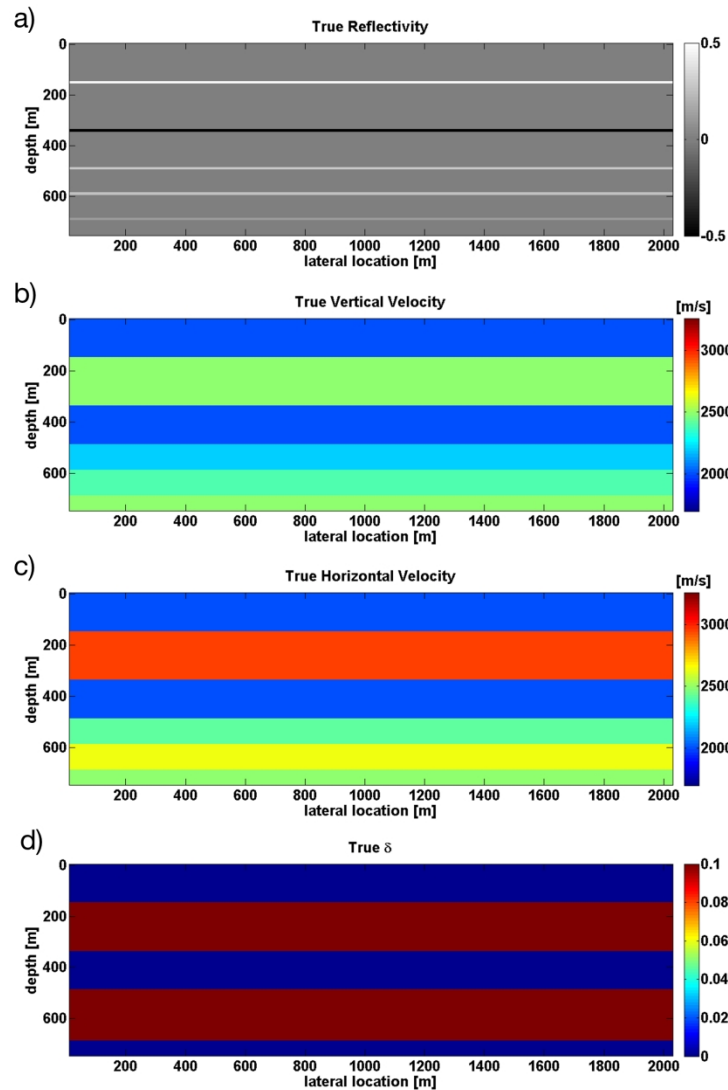 a)
True Reflectivity
0
200
400
600
depth [m]
200 400 600 800 1000 1200 1400 1600 1800 2000
lateral location [m]
0.5
0
-0.5
b)
True Vertical Velocity
[m/s]
0
200
400
600
depth [m]
200 400 600 800 1000 1200 1400 1600 1800 2000
lateral location [m]
3000
2500
2000
c)
True Horizontal Velocity
[m/s]
0
200
400
600
depth [m]
200 400 600 800 1000 1200 1400 1600 1800 2000
lateral location [m]
3000
2500
2000
d)
True δ
0
200
400
600
depth [m]
200 400 600 800 1000 1200 1400 1600 1800 2000
lateral location [m]
0.1
0.08
0.06
0.04
0.02
0